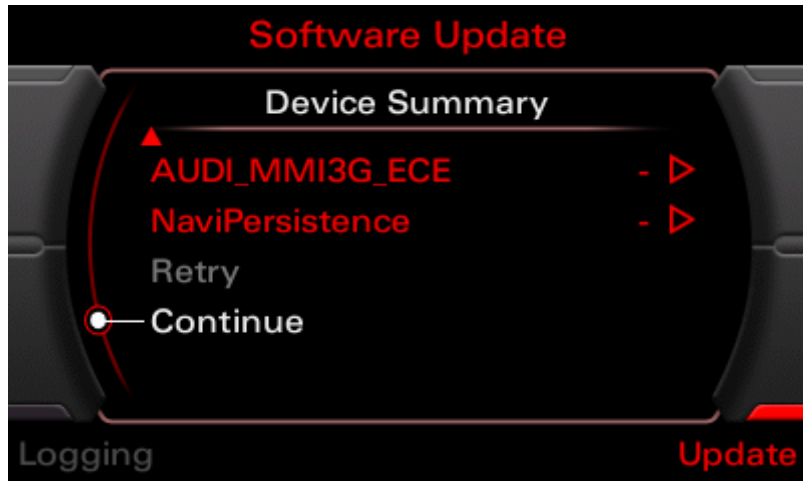 Software Update
Device Summary
AUDI_MMI3G_ECE -
NaviPersistence -
Retry
Continue
Logging
Update